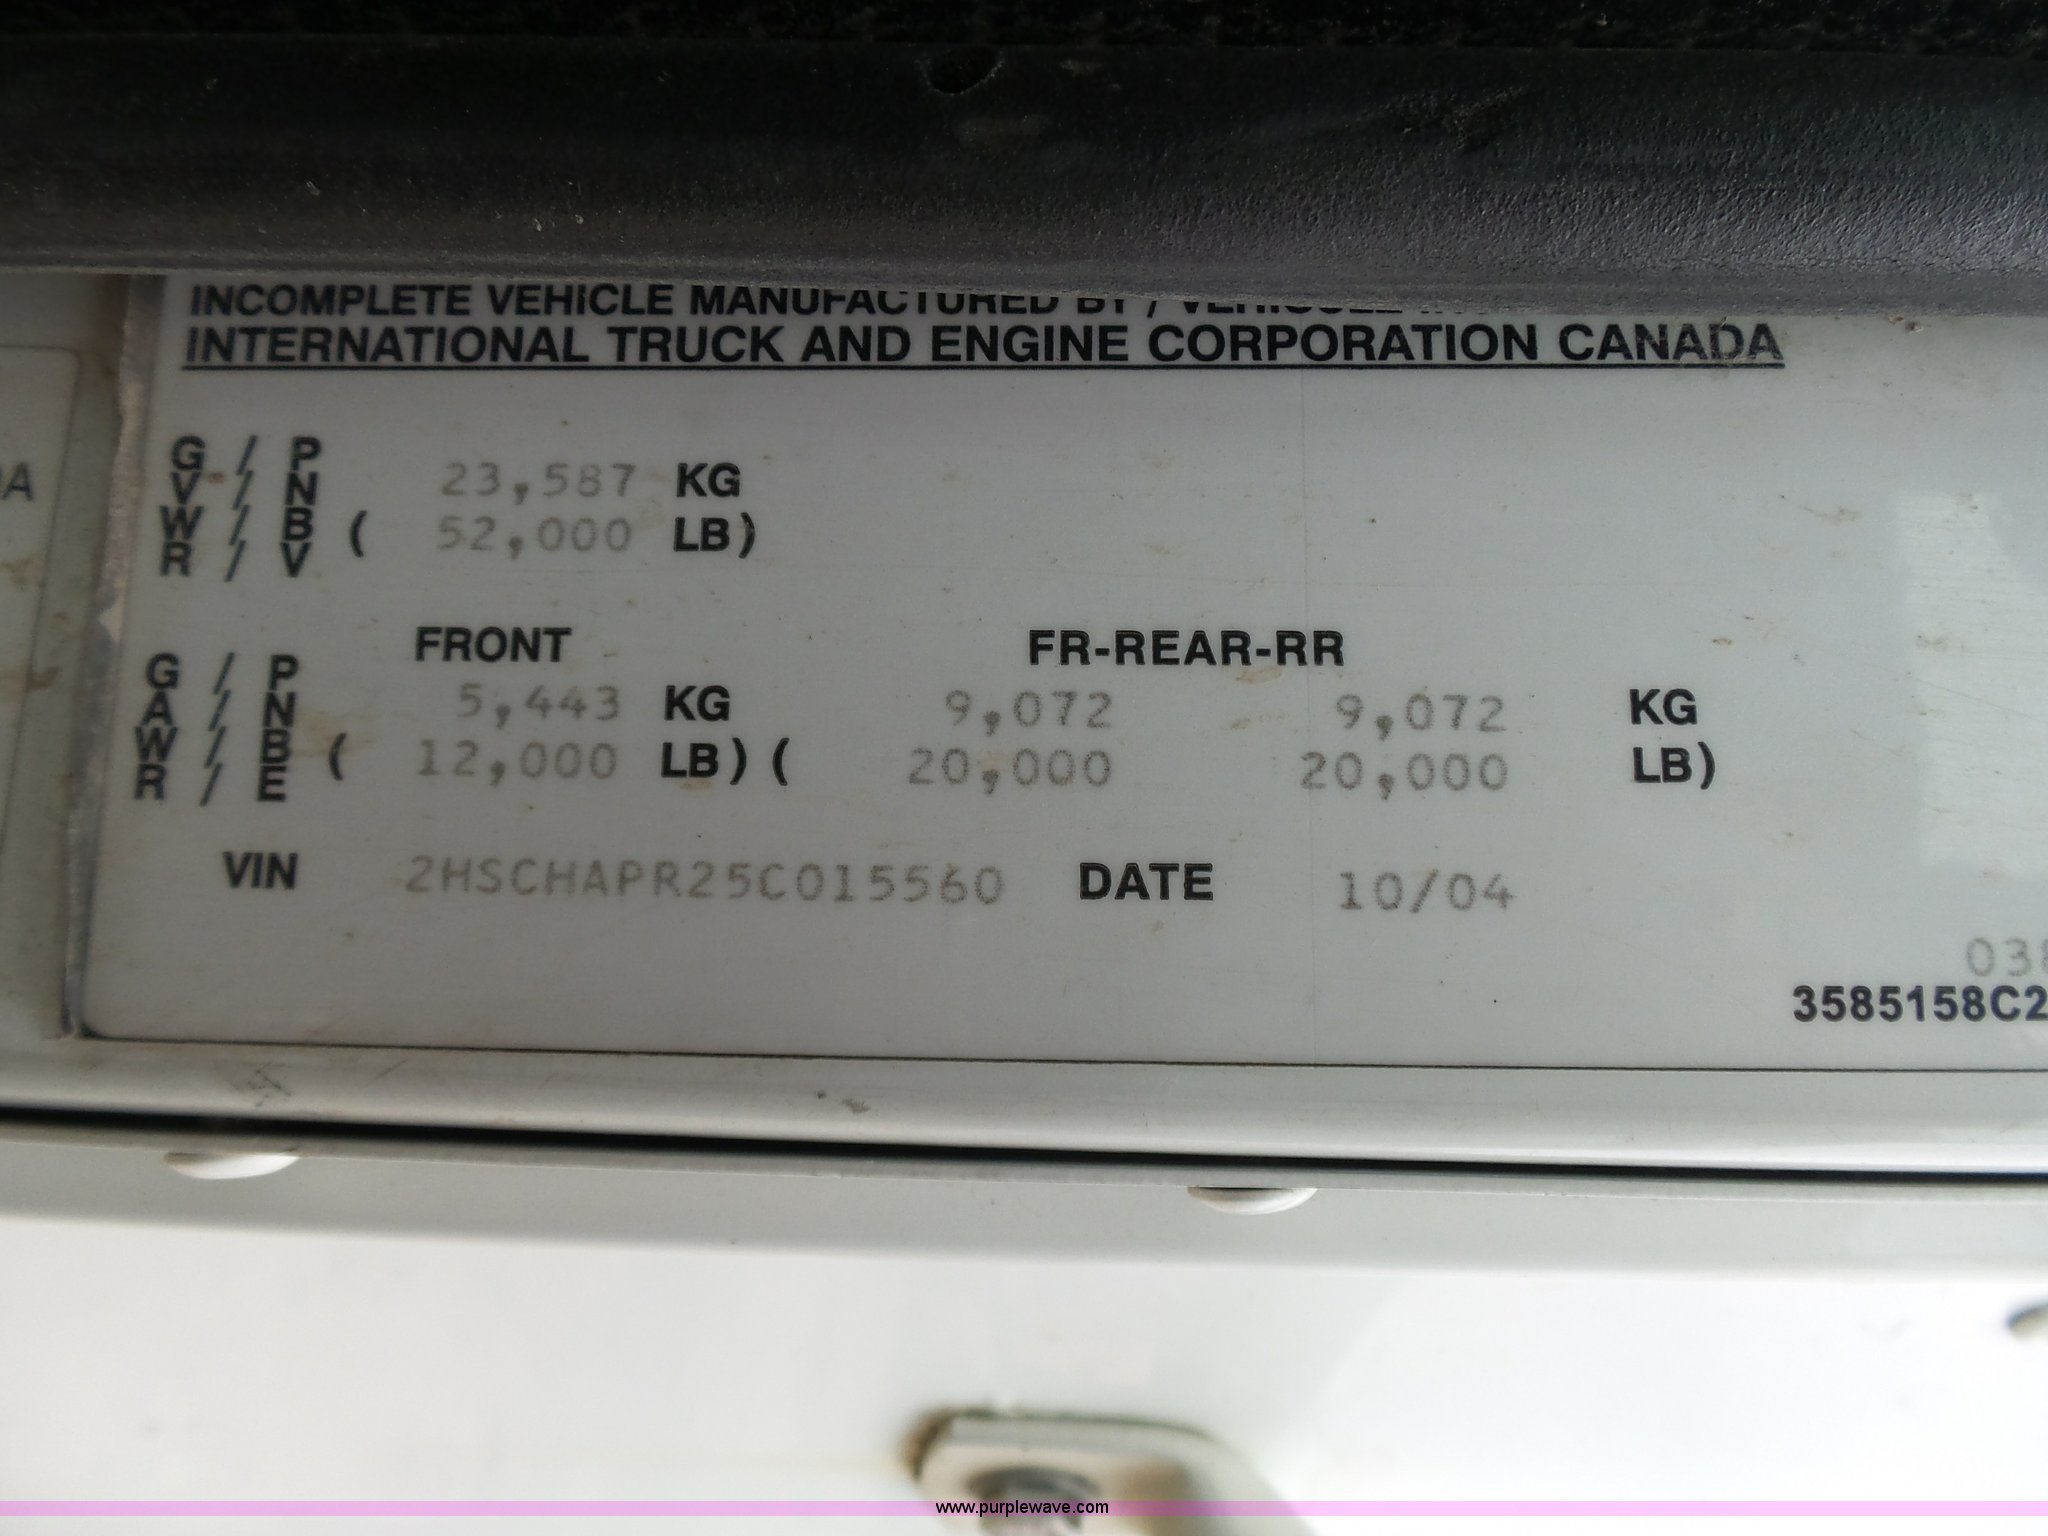 INCOMPLETE VEHICLE MANUFACTURED BY /
INTERNATIONAL TRUCK AND ENGINE CORPORATION CANADA
G / P
V / N 23,587 KG
W / B ( 52,000 LB)
R / V
FRONT FR-REAR-RR
G / P
A / N 5,443 KG 9,072 9,072 KG
W / B ( 12,000 LB) ( 20,000 20,000 LB)
R / E
VIN 2HSCHAPR25C015560 DATE 10/04
3585158C2
www.purplewave.com